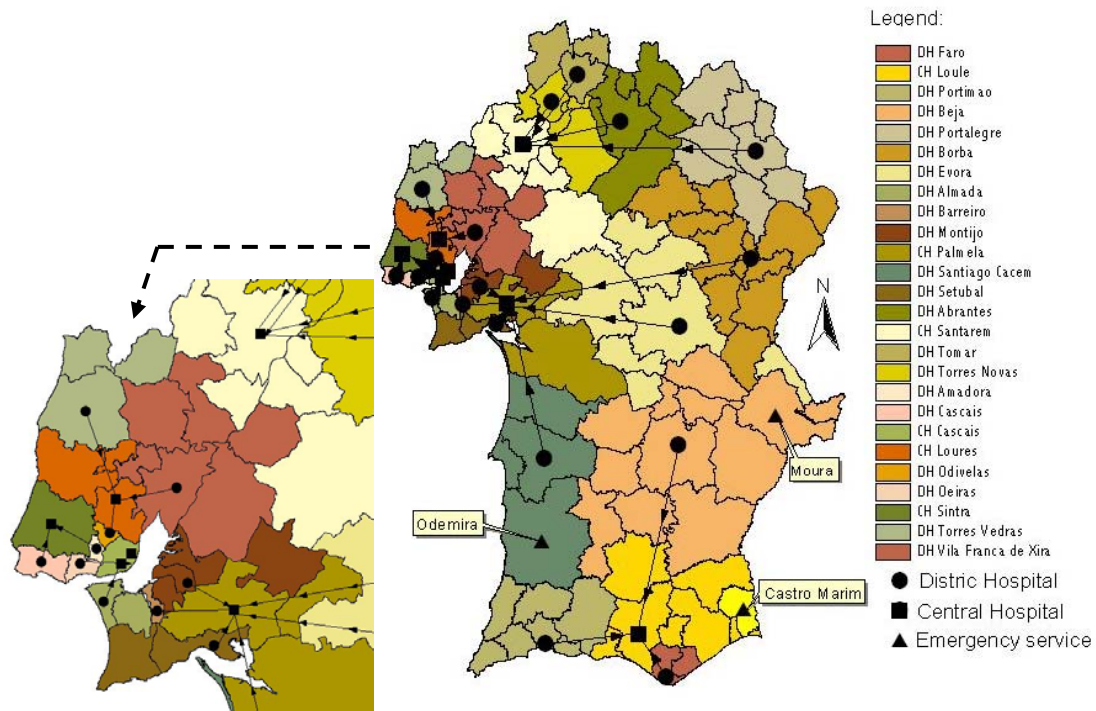 Legend:
DH Faro
CH Loule
DH Portimao
DH Beja
DH Portalegre
DH Borba
DH Evora
DH Almada
DH Barreiro
DH Montijo
CH Palmela
DH Santiago Cacem
DH Setubal
DH Abrantes
CH Santarem
DH Tomar
DH Torres Novas
DH Amadora
DH Cascais
CH Cascais
CH Loures
DH Odivelas
DH Oeiras
CH Sintra
DH Torres Vedras
DH Vila Franca de Xira
Distric Hospital
Central Hospital
Emergency service
N
Moura
Odemira
Castro Marim